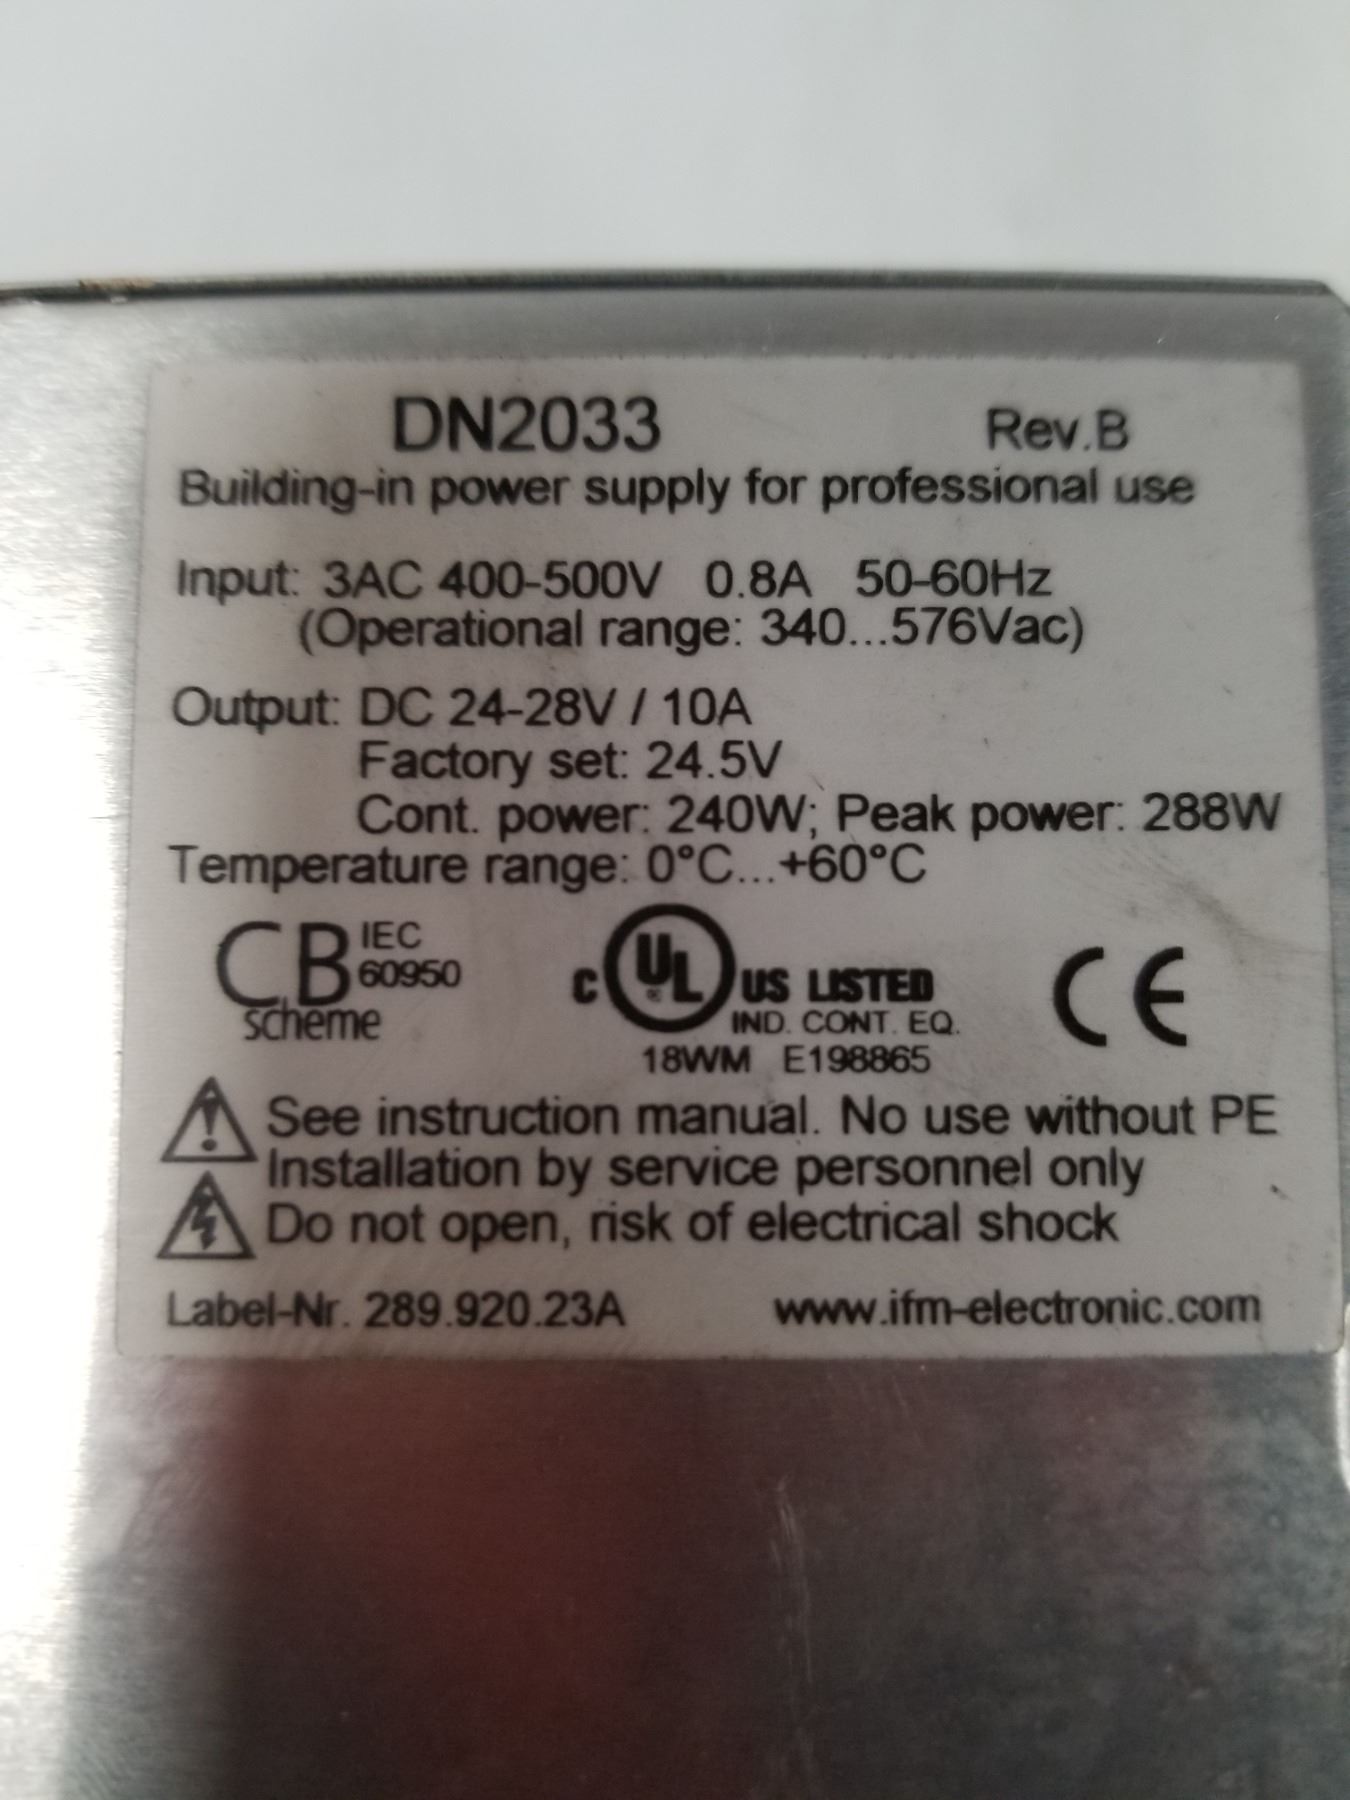 DN2033 Rev.B
Building-in power supply for professional use
Input: 3AC 400-500V 0.8A 50-60Hz
(Operational range: 340...576Vac)
Output: DC 24-28V / 10A
Factory set: 24.5V
Cont. power: 240W; Peak power: 288W
Temperature range: 0°C...+60°C
CB scheme IEC 60950
C UL ® US LISTED
IND. CONT. EQ.
18WM E198865
CE
See instruction manual. No use without PE
Installation by service personnel only
Do not open, risk of electrical shock
Label-Nr. 289.920.23A www.ifm-electronic.com